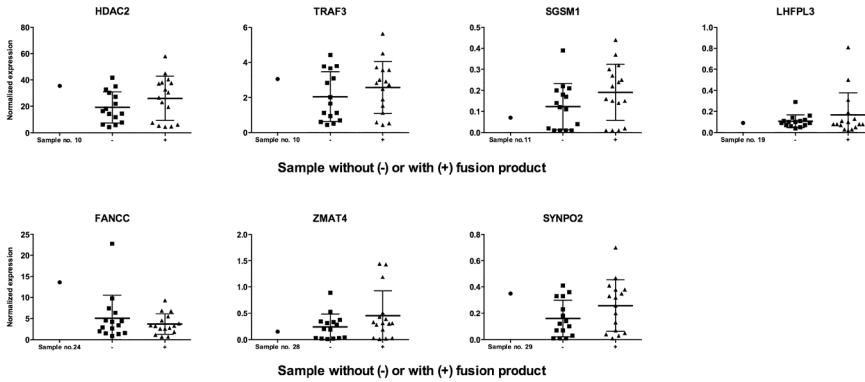 HDAC2 TRAF3 SGSM1 LHFPL3
Normalized expression
80 60 40 20 0
6 4 2 0
0.5 0.4 0.3 0.2 0.1 0.0
1.0 0.8 0.6 0.4 0.2 0.0
Sample no. 10 - + Sample no. 10 - + Sample no.11 - + Sample no. 19 - +
Sample without (-) or with (+) fusion product
FANCC ZMAT4 SYNPO2
Normalized expression
25 20 15 10 5 0
2.0 1.5 1.0 0.5 0.0
0.8 0.6 0.4 0.2 0.0
Sample no.24 - + Sample no. 28 - + Sample no. 29 - +
Sample without (-) or with (+) fusion product